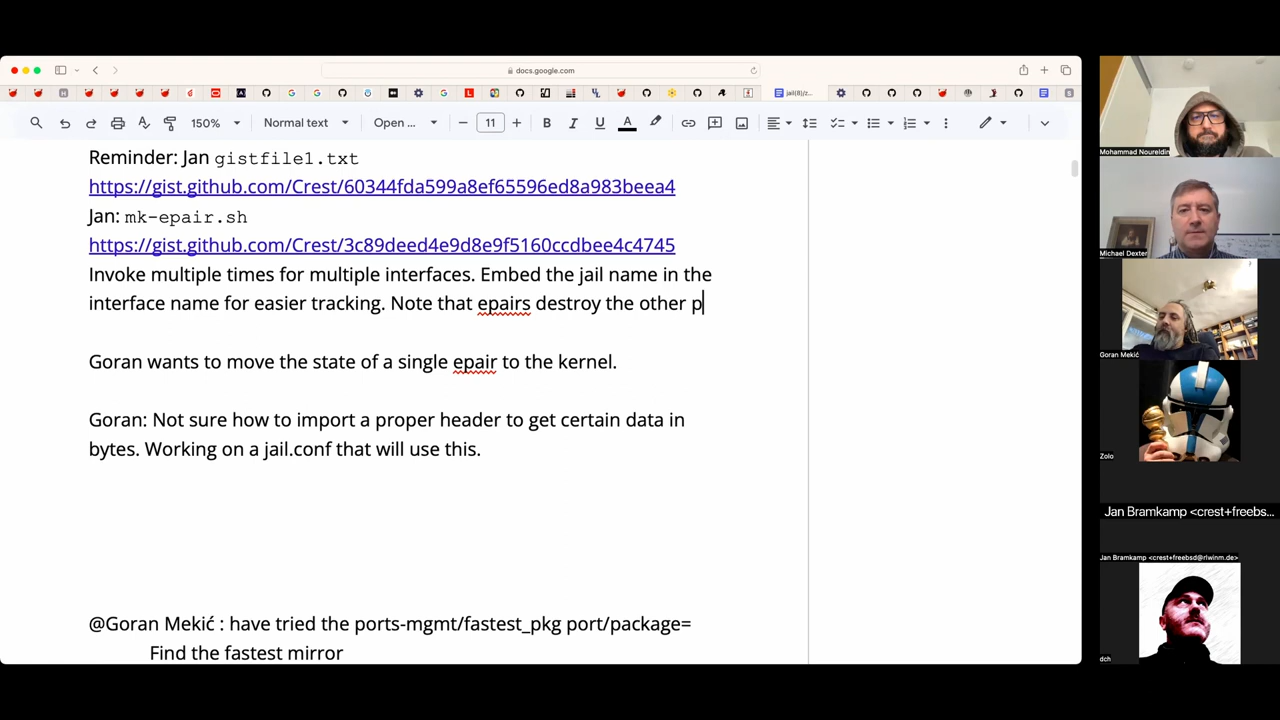 docs.google.com
jail(8)/z...
150%
Normal text
Open ...
11
Reminder: Jan gistfile1.txt
https://gist.github.com/Crest/60344fda599a8ef65596ed8a983beea4
Jan: mk-epair.sh
https://gist.github.com/Crest/3c89deed4e9d8e9f5160ccdbee4c4745
Invoke multiple times for multiple interfaces. Embed the jail name in the
interface name for easier tracking. Note that epairs destroy the other p
Goran wants to move the state of a single epair to the kernel.
Goran: Not sure how to import a proper header to get certain data in
bytes. Working on a jail.conf that will use this.
@Goran Mekić : have tried the ports-mgmt/fastest_pkg port/package=
Find the fastest mirror
Mohammad Noureldin
Michael Dexter
Goran Mekić
Zolo
Jan Bramkamp <crest+freebs...
Jan Bramkamp <crest+freebsd@rlwinm.de>
dch